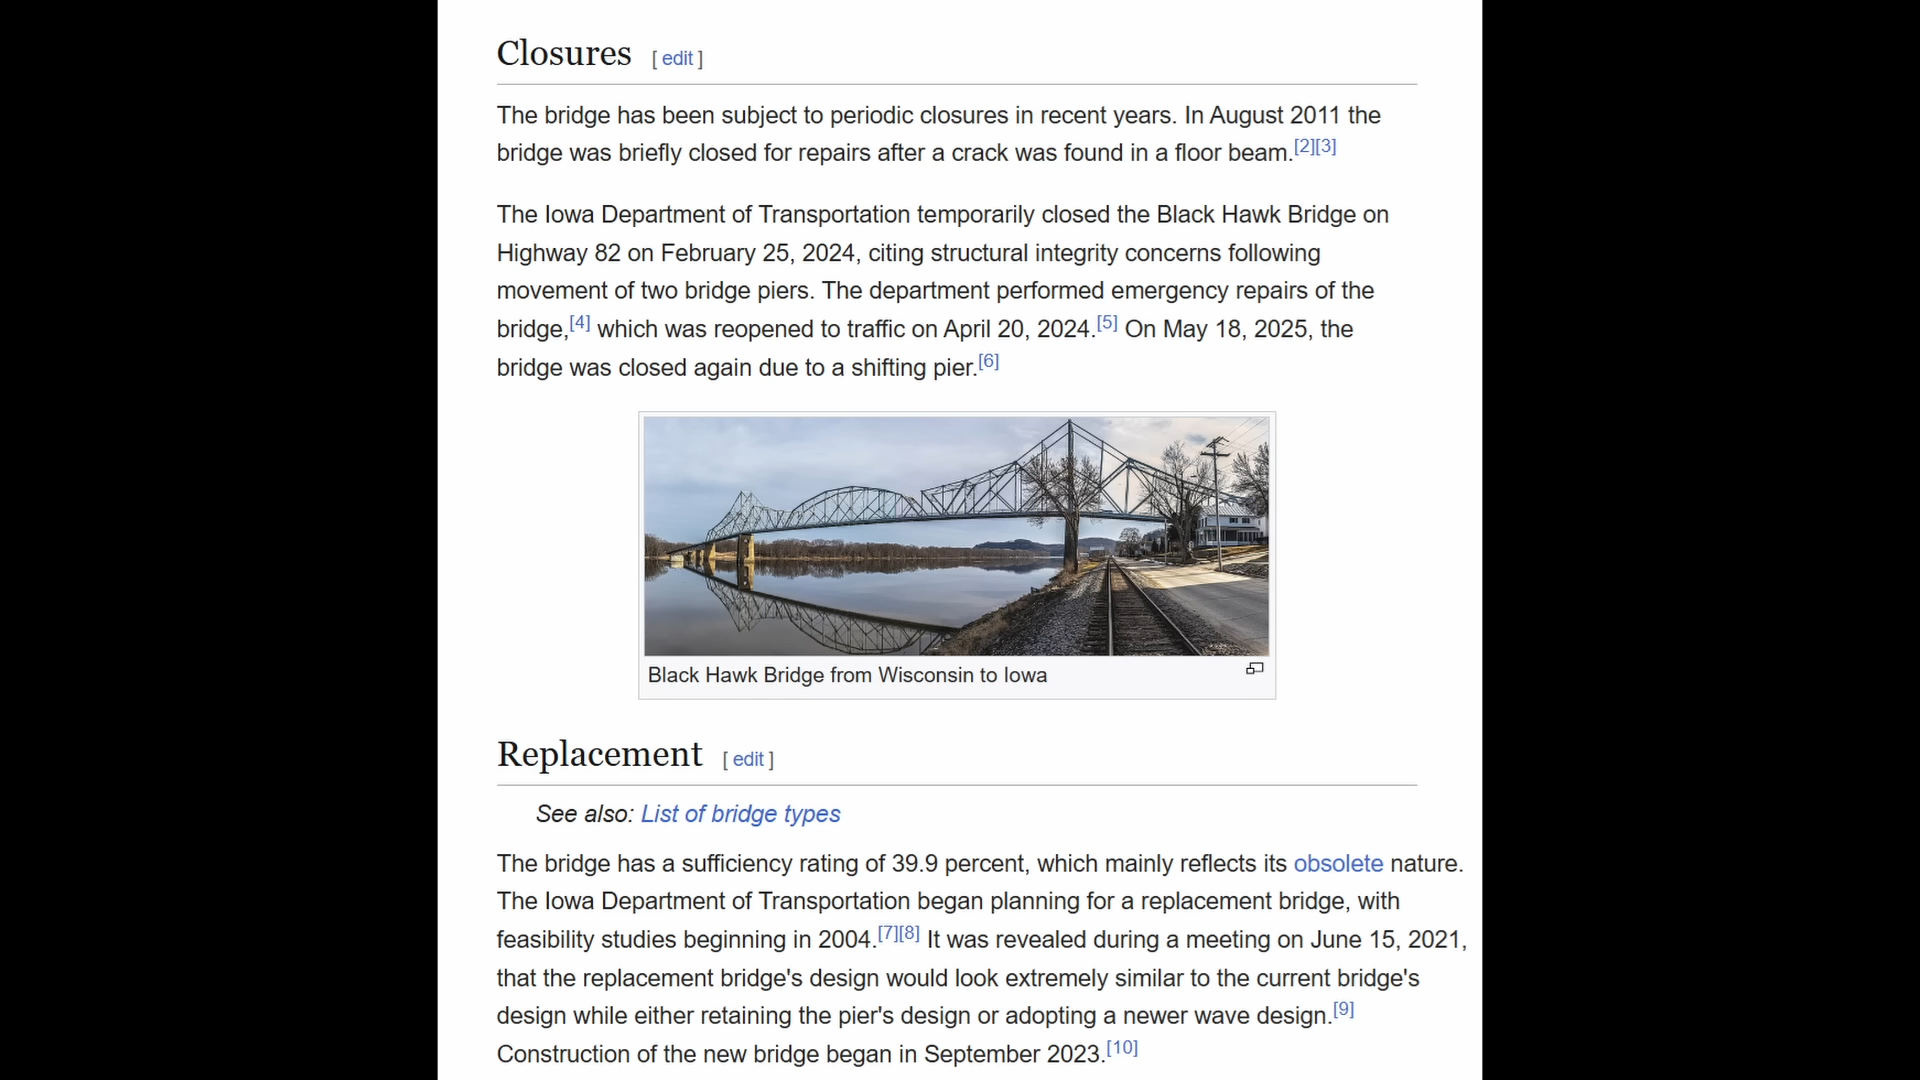 Closures [ edit ]
The bridge has been subject to periodic closures in recent years. In August 2011 the
bridge was briefly closed for repairs after a crack was found in a floor beam.[2][3]
The Iowa Department of Transportation temporarily closed the Black Hawk Bridge on
Highway 82 on February 25, 2024, citing structural integrity concerns following
movement of two bridge piers. The department performed emergency repairs of the
bridge,[4] which was reopened to traffic on April 20, 2024.[5] On May 18, 2025, the
bridge was closed again due to a shifting pier.[6]
Black Hawk Bridge from Wisconsin to Iowa
Replacement [ edit ]
See also: List of bridge types
The bridge has a sufficiency rating of 39.9 percent, which mainly reflects its obsolete nature.
The Iowa Department of Transportation began planning for a replacement bridge, with
feasibility studies beginning in 2004.[7][8] It was revealed during a meeting on June 15, 2021,
that the replacement bridge's design would look extremely similar to the current bridge's
design while either retaining the pier's design or adopting a newer wave design.[9]
Construction of the new bridge began in September 2023.[10]